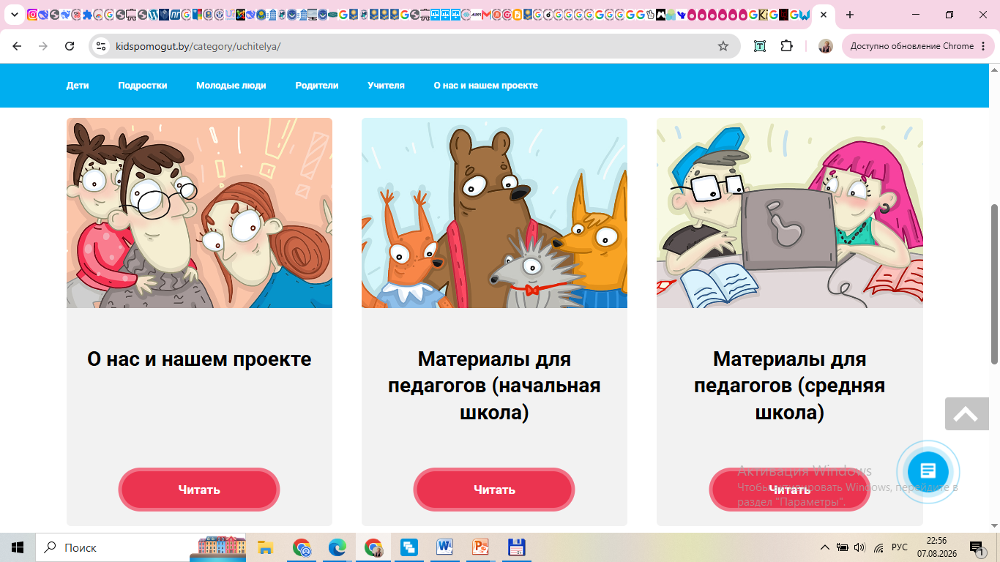 kidspomogut.by/category/uchitelya/
Доступно обновление Chrome
Дети
Подростки
Молодые люди
Родители
Учителя
О нас и нашем проекте
О нас и нашем проекте
Читать
Материалы для
педагогов (начальная
школа)
Читать
Материалы для
педагогов (средняя
школа)
Читать
Активация Windows
Чтобы активировать Windows, перейдите в
раздел "Параметры".
Поиск
РУС
22:56
07.08.2026
1